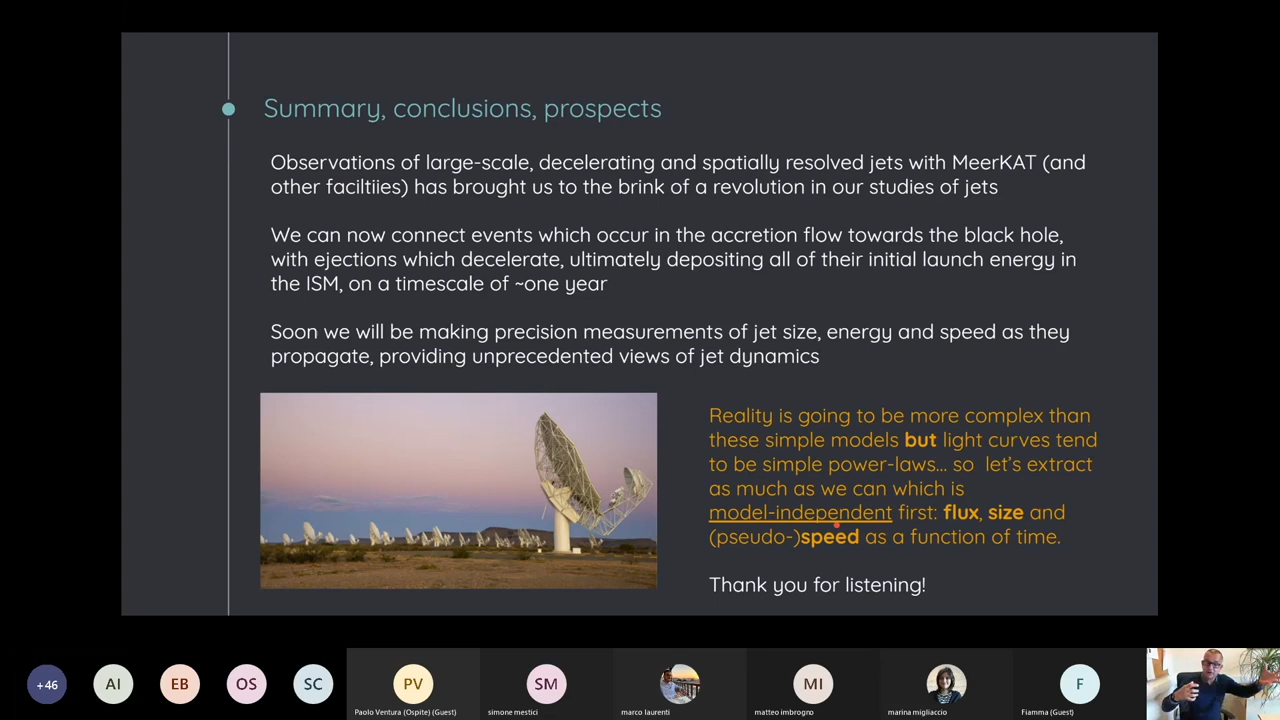 Summary, conclusions, prospects
Observations of large-scale, decelerating and spatially resolved jets with MeerKAT (and
other faciltiies) has brought us to the brink of a revolution in our studies of jets
We can now connect events which occur in the accretion flow towards the black hole,
with ejections which decelerate, ultimately depositing all of their initial launch energy in
the ISM, on a timescale of ~one year
Soon we will be making precision measurements of jet size, energy and speed as they
propagate, providing unprecedented views of jet dynamics
Reality is going to be more complex than
these simple models but light curves tend
to be simple power-laws... so let's extract
as much as we can which is
model-independent first: flux, size and
(pseudo-)speed as a function of time.
Thank you for listening!
+46
AI
EB
OS
SC
PV
SM
MI
F
Paolo Ventura (Ospite) (Guest)
simone mestici
marco laurenti
matteo imbrogno
marina migliaccio
Fiamma (Guest)